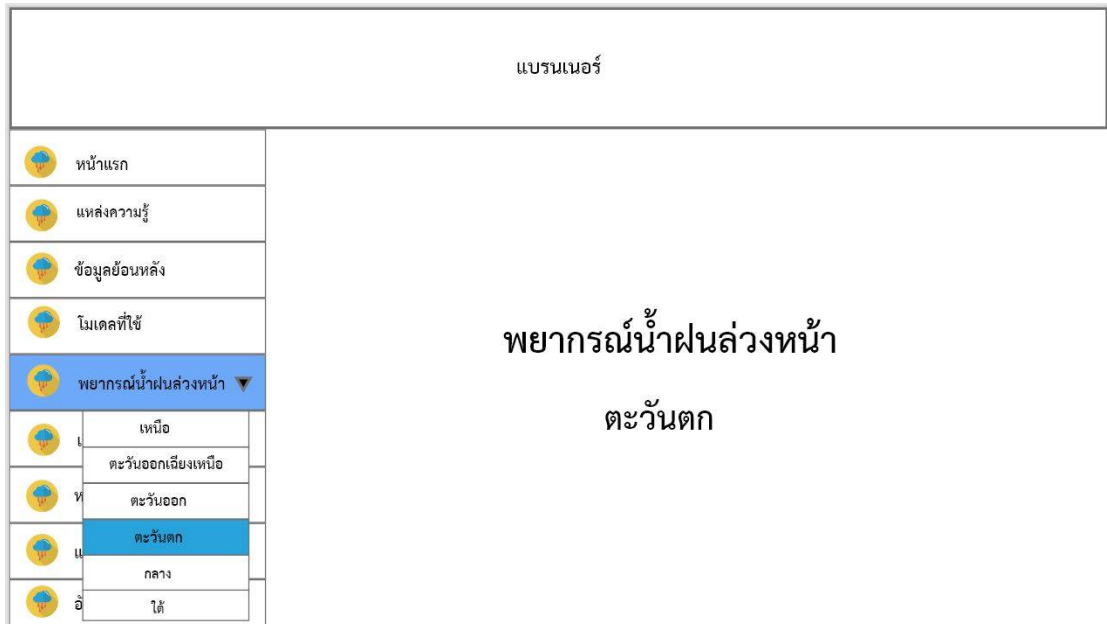 แบรนเนอร์
หน้าแรก
แหล่งความรู้
ข้อมูลย้อนหลัง
โมเดลที่ใช้
พยากรณ์น้ำฝนล่วงหน้า
เหนือ
ตะวันออกเฉียงเหนือ
ตะวันออก
ตะวันตก
กลาง
ใต้
พยากรณ์น้ำฝนล่วงหน้า
ตะวันตก